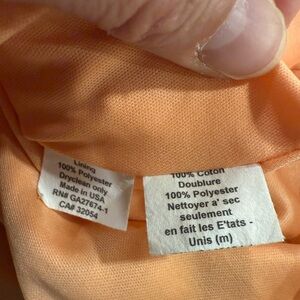 Lining
100% Polyester
Dryclean only
Made in USA
RN# GA27674-1
CA# 32054
100% Coton
Doublure
100% Polyester
Nettoyer a' sec
seulement
en fait les E'tats -
Unis (m)